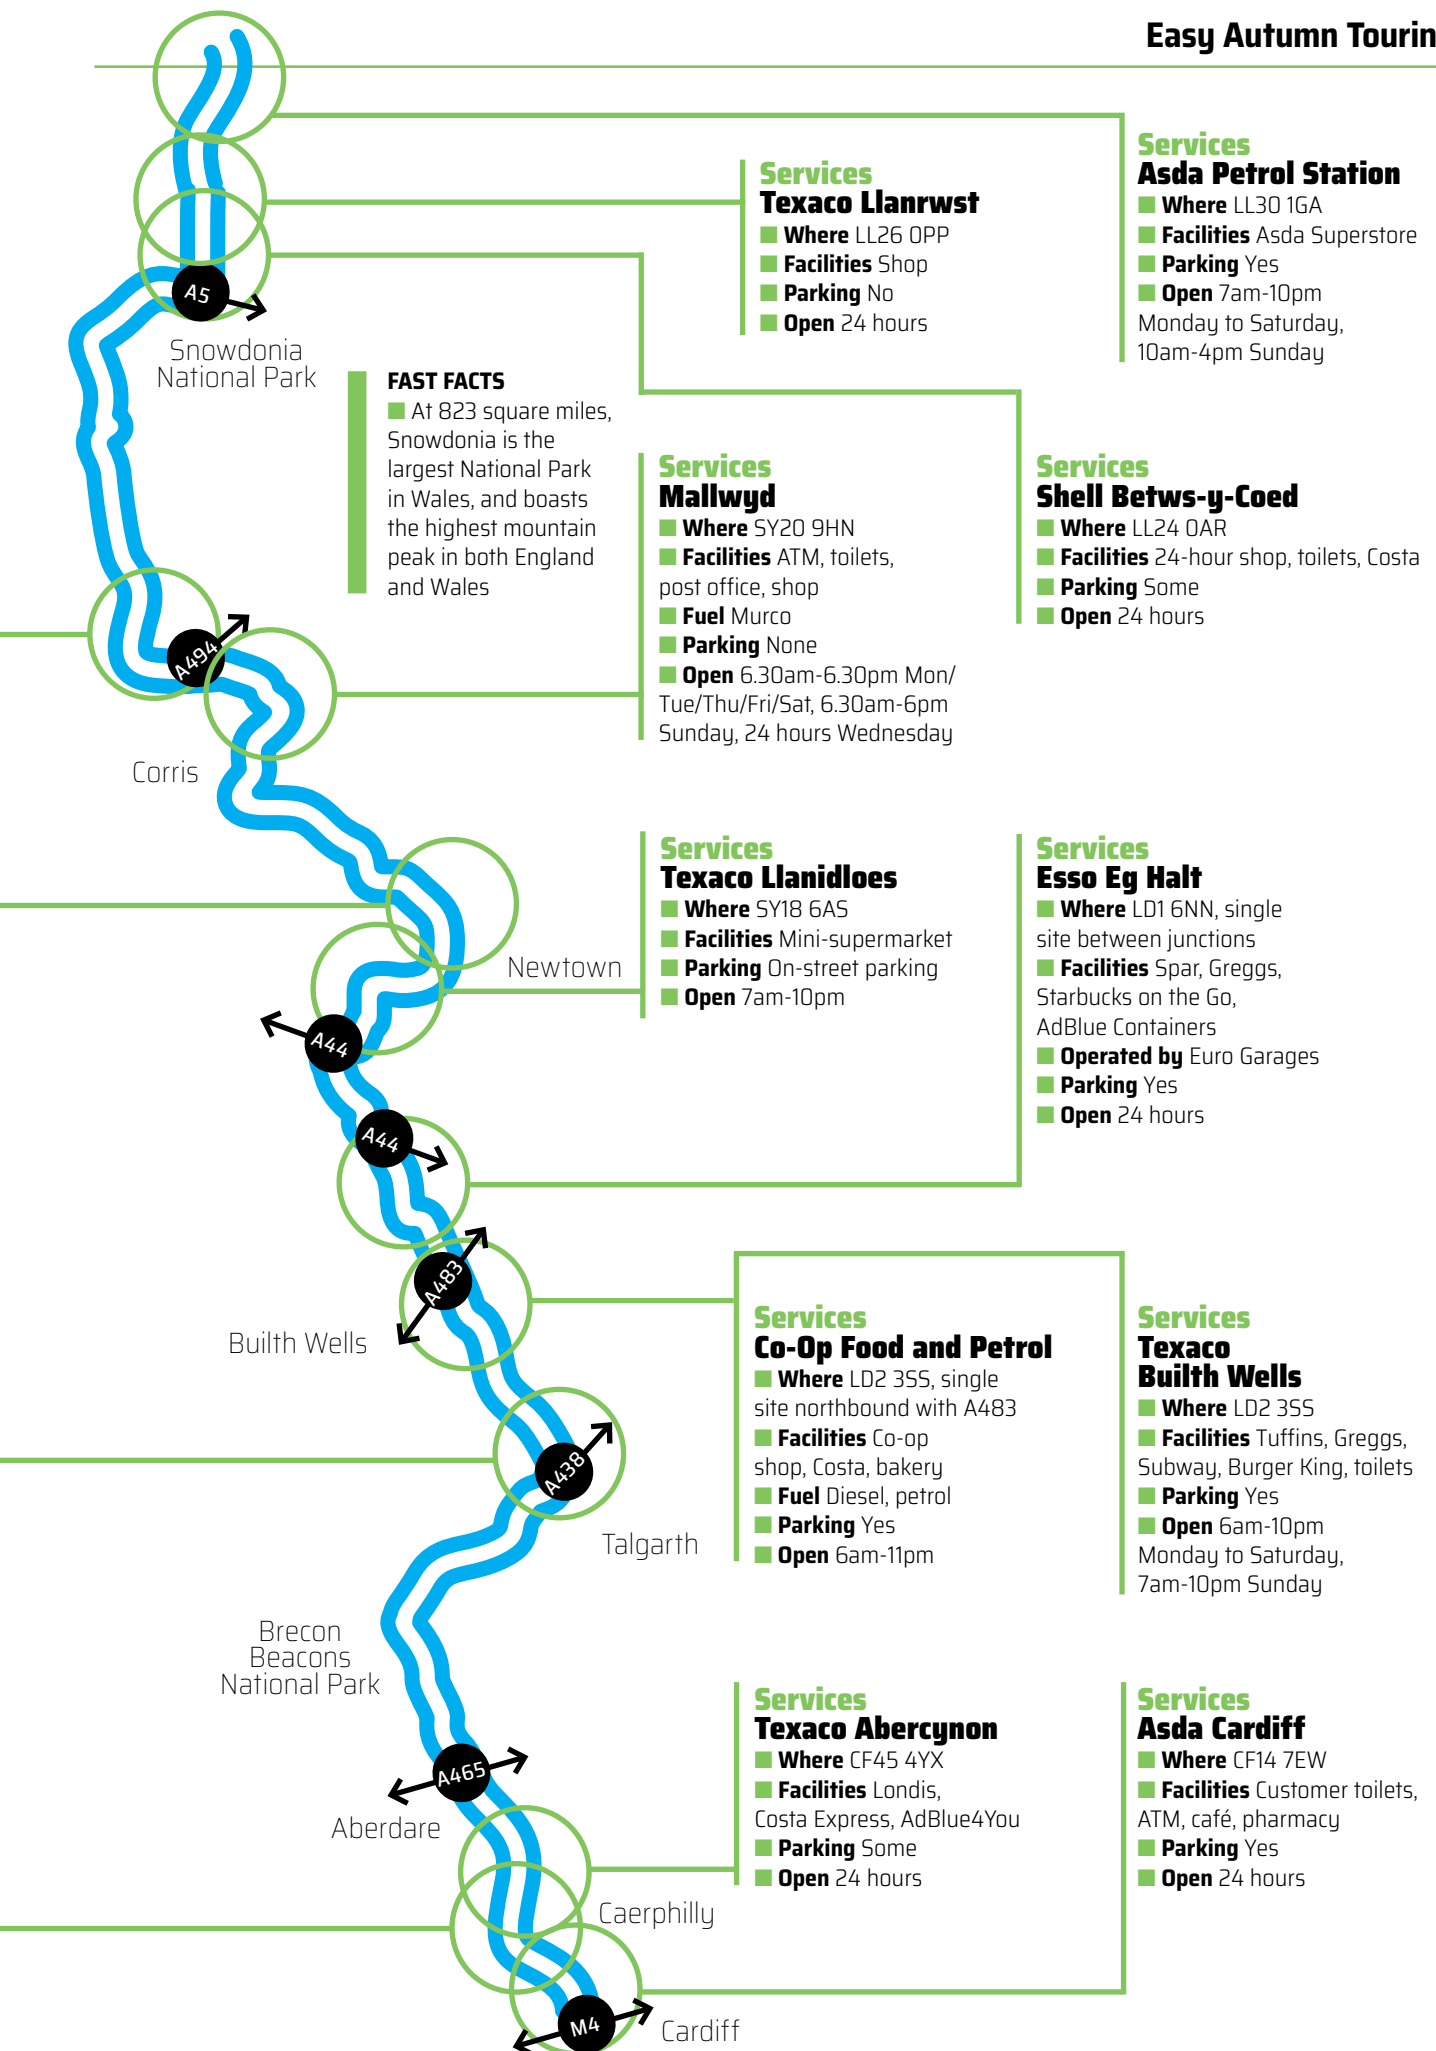 Easy Autumn Tourin
Services
Asda Petrol Station
Where LL30 1GA
Facilities Asda Superstore
Parking Yes
Open 7am-10pm
Monday to Saturday,
10am-4pm Sunday
Services
Texaco Llanrwst
Where LL26 0PP
Facilities Shop
Parking No
Open 24 hours
A5
Snowdonia
National Park
FAST FACTS
At 823 square miles,
Snowdonia is the
largest National Park
in Wales, and boasts
the highest mountain
peak in both England
and Wales
Services
Mallwyd
Where SY20 9HN
Facilities ATM, toilets,
post office, shop
Fuel Murco
Parking None
Open 6.30am-6.30pm Mon/
Tue/Thu/Fri/Sat, 6.30am-6pm
Sunday, 24 hours Wednesday
Services
Shell Betws-y-Coed
Where LL24 0AR
Facilities 24-hour shop, toilets, Costa
Parking Some
Open 24 hours
A494
Corris
Services
Texaco Llanidloes
Where SY18 6AS
Facilities Mini-supermarket
Parking On-street parking
Open 7am-10pm
Newtown
Services
Esso Eg Halt
Where LD1 6NN, single
site between junctions
Facilities Spar, Greggs,
Starbucks on the Go,
AdBlue Containers
Operated by Euro Garages
Parking Yes
Open 24 hours
A44
A44
A483
Builth Wells
Services
Co-Op Food and Petrol
Where LD2 3SS, single
site northbound with A483
Facilities Co-op
shop, Costa, bakery
Fuel Diesel, petrol
Parking Yes
Open 6am-11pm
Services
Texaco
Builth Wells
Where LD2 3SS
Facilities Tuffins, Greggs,
Subway, Burger King, toilets
Parking Yes
Open 6am-10pm
Monday to Saturday,
7am-10pm Sunday
A438
Talgarth
Brecon
Beacons
National Park
Services
Texaco Abercynon
Where CF45 4YX
Facilities Londis,
Costa Express, AdBlue4You
Parking Some
Open 24 hours
Services
Asda Cardiff
Where CF14 7EW
Facilities Customer toilets,
ATM, café, pharmacy
Parking Yes
Open 24 hours
A465
Aberdare
Caerphilly
M4
Cardiff